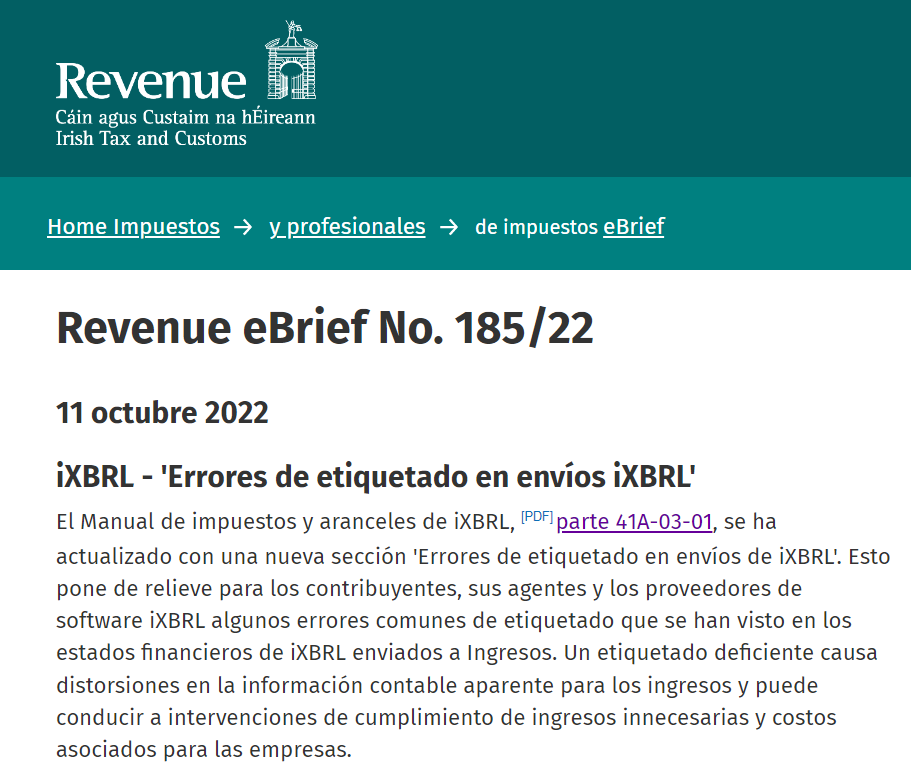 Revenue
Cáin agus Custaim na hÉireann
Irish Tax and Customs
Home Impuestos → y profesionales → de impuestos eBrief
Revenue eBrief No. 185/22
11 octubre 2022
iXBRL - 'Errores de etiquetado en envíos iXBRL'
El Manual de impuestos y aranceles de iXBRL, [PDF] parte 41A-03-01, se ha
actualizado con una nueva sección 'Errores de etiquetado en envíos de iXBRL'. Esto
pone de relieve para los contribuyentes, sus agentes y los proveedores de
software iXBRL algunos errores comunes de etiquetado que se han visto en los
estados financieros de iXBRL enviados a Ingresos. Un etiquetado deficiente causa
distorsiones en la información contable aparente para los ingresos y puede
conducir a intervenciones de cumplimiento de ingresos innecesarias y costos
asociados para las empresas.